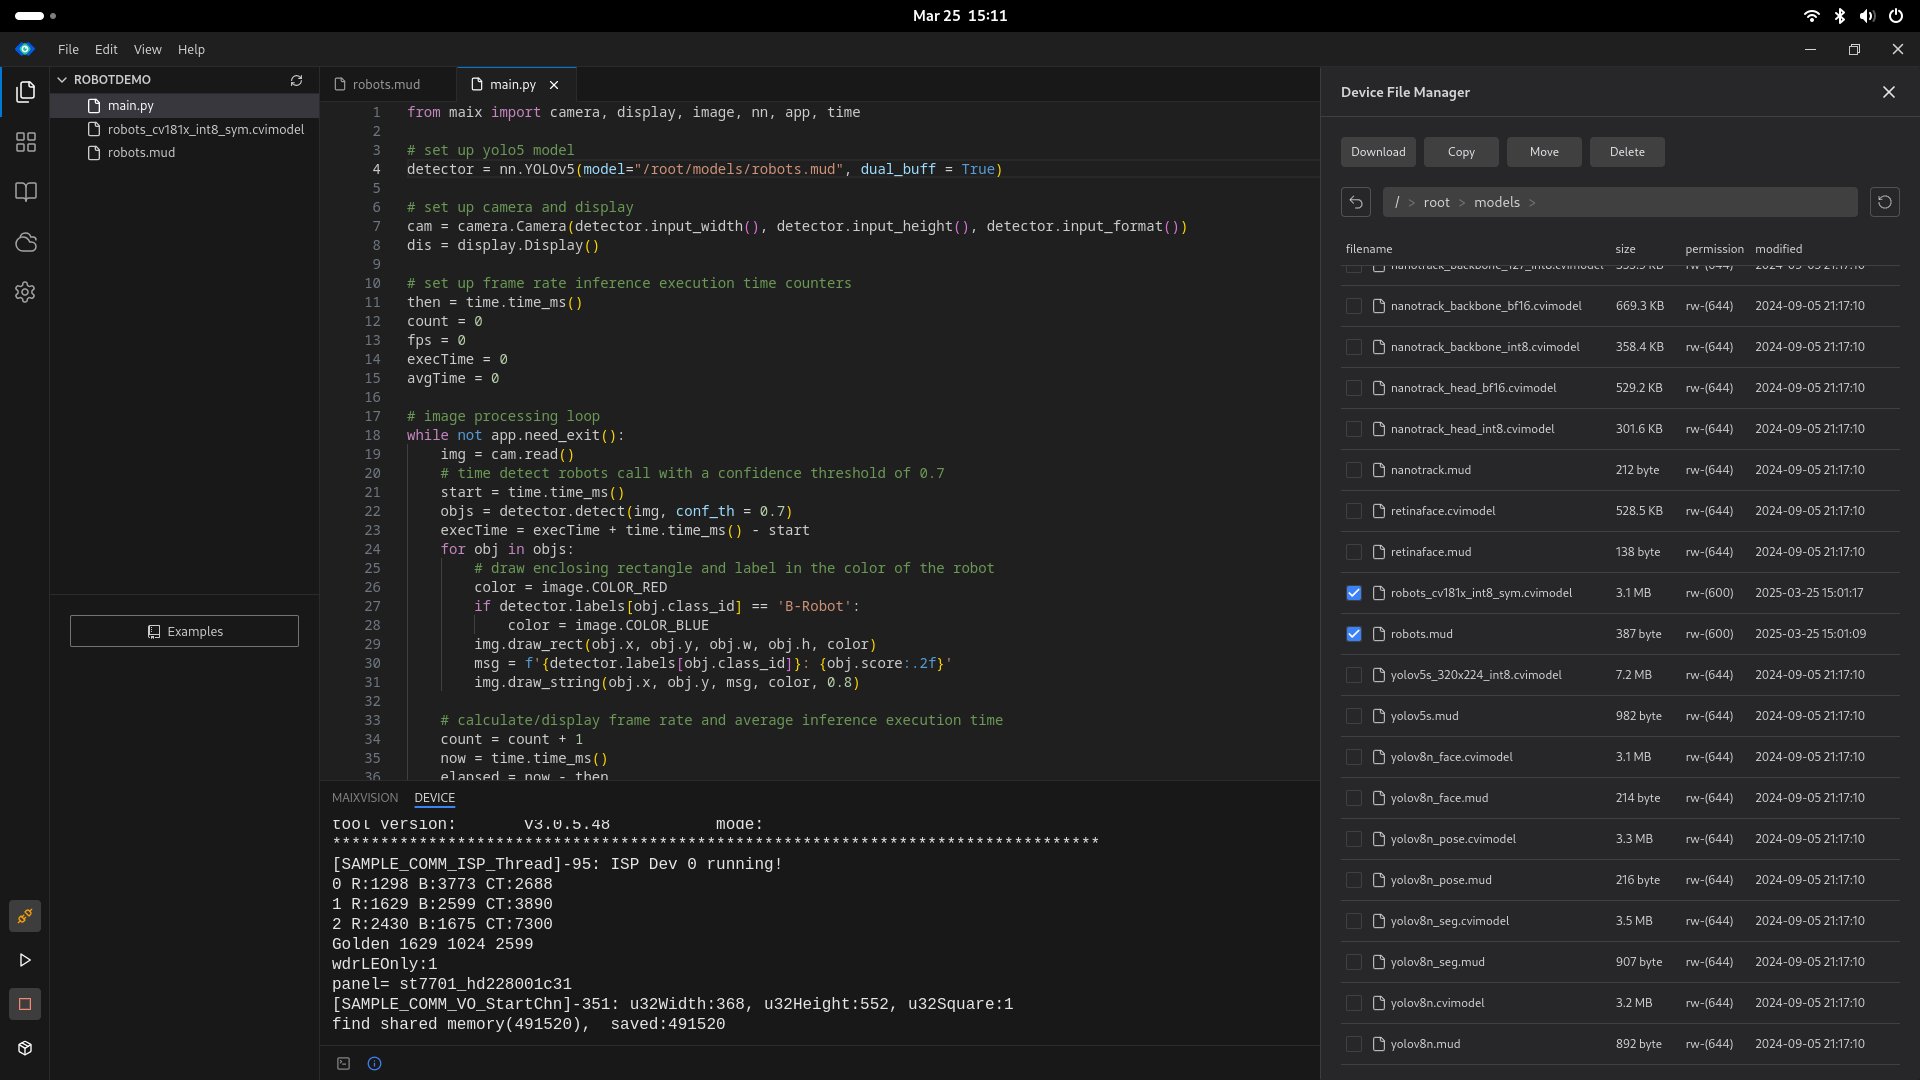 Mar 25 15:11
File Edit View Help
ROBOTDEMO
main.py
robots_cv181x_int8_sym.cvimodel
robots.mud
Examples
robots.mud main.py
1 from maix import camera, display, image, nn, app, time
2
3 # set up yolo5 model
4 detector = nn.YOLOv5(model="/root/models/robots.mud", dual_buff = True)
5
6 # set up camera and display
7 cam = camera.Camera(detector.input_width(), detector.input_height(), detector.input_format())
8 dis = display.Display()
9
10 # set up frame rate inference execution time counters
11 then = time.time_ms()
12 count = 0
13 fps = 0
14 execTime = 0
15 avgTime = 0
16
17 # image processing loop
18 while not app.need_exit():
19 img = cam.read()
20 # time detect robots call with a confidence threshold of 0.7
21 start = time.time_ms()
22 objs = detector.detect(img, conf_th = 0.7)
23 execTime = execTime + time.time_ms() - start
24 for obj in objs:
25 # draw enclosing rectangle and label in the color of the robot
26 color = image.COLOR_RED
27 if detector.labels[obj.class_id] == 'B-Robot':
28 color = image.COLOR_BLUE
29 img.draw_rect(obj.x, obj.y, obj.w, obj.h, color)
30 msg = f'{detector.labels[obj.class_id]}: {obj.score:.2f}'
31 img.draw_string(obj.x, obj.y, msg, color, 0.8)
32
33 # calculate/display frame rate and average inference execution time
34 count = count + 1
35 now = time.time_ms()
36 elapsed = now - then
MAIXVISION DEVICE
tool version: v3.0.5.48 mode:
********************************************************************************
[SAMPLE_COMM_ISP_Thread]-95: ISP Dev 0 running!
0 R:1298 B:3773 CT:2688
1 R:1629 B:2599 CT:3890
2 R:2430 B:1675 CT:7300
Golden 1629 1024 2599
wdrLEOnly:1
panel= st7701_hd228001c31
[SAMPLE_COMM_VO_StartChn]-351: u32Width:368, u32Height:552, u32Square:1
find shared memory(491520), saved:491520
Device File Manager
Download Copy Move Delete
/ > root > models >
filename size permission modified
nanotrack_backbone_127_int8.cvimodel 355.5 KB rw-(644) 2024-09-05 21:17:10
nanotrack_backbone_bf16.cvimodel 669.3 KB rw-(644) 2024-09-05 21:17:10
nanotrack_backbone_int8.cvimodel 358.4 KB rw-(644) 2024-09-05 21:17:10
nanotrack_head_bf16.cvimodel 529.2 KB rw-(644) 2024-09-05 21:17:10
nanotrack_head_int8.cvimodel 301.6 KB rw-(644) 2024-09-05 21:17:10
nanotrack.mud 212 byte rw-(644) 2024-09-05 21:17:10
retinaface.cvimodel 528.5 KB rw-(644) 2024-09-05 21:17:10
retinaface.mud 138 byte rw-(644) 2024-09-05 21:17:10
robots_cv181x_int8_sym.cvimodel 3.1 MB rw-(600) 2025-03-25 15:01:17
robots.mud 387 byte rw-(600) 2025-03-25 15:01:09
yolov5s_320x224_int8.cvimodel 7.2 MB rw-(644) 2024-09-05 21:17:10
yolov5s.mud 982 byte rw-(644) 2024-09-05 21:17:10
yolov8n_face.cvimodel 3.1 MB rw-(644) 2024-09-05 21:17:10
yolov8n_face.mud 214 byte rw-(644) 2024-09-05 21:17:10
yolov8n_pose.cvimodel 3.3 MB rw-(644) 2024-09-05 21:17:10
yolov8n_pose.mud 216 byte rw-(644) 2024-09-05 21:17:10
yolov8n_seg.cvimodel 3.5 MB rw-(644) 2024-09-05 21:17:10
yolov8n_seg.mud 907 byte rw-(644) 2024-09-05 21:17:10
yolov8n.cvimodel 3.2 MB rw-(644) 2024-09-05 21:17:10
yolov8n.mud 892 byte rw-(644) 2024-09-05 21:17:10